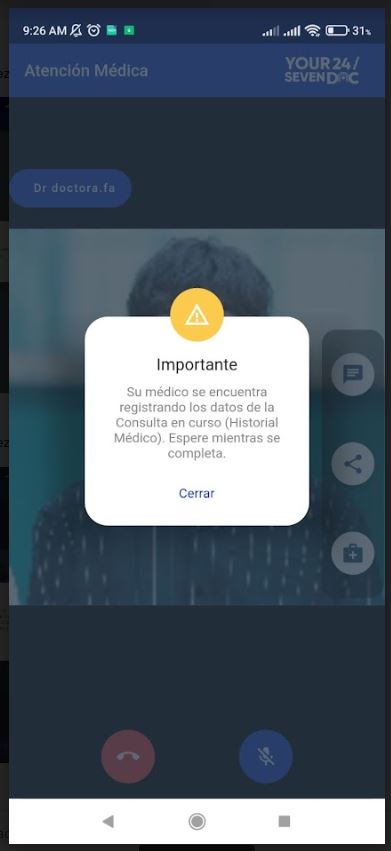 9:26 AM
31%
Atención Médica
YOUR 24/
SEVEN DOC
Dr doctora.fa
Importante
Su médico se encuentra
registrando los datos de la
Consulta en curso (Historial
Médico). Espere mientras se
completa.
Cerrar